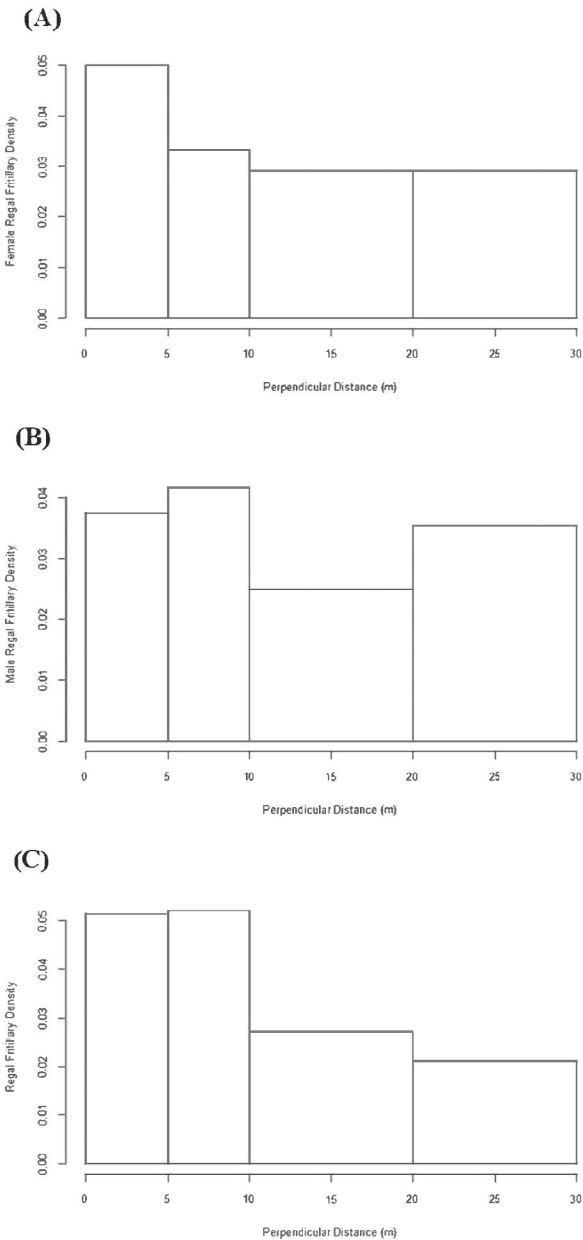 (A)
Female Regal Fritillary Density
0.05
0.04
0.03
0.02
0.01
0.00
0 5 10 15 20 25 30
Perpendicular Distance (m)
(B)
Male Regal Fritillary Density
0.04
0.03
0.02
0.01
0.00
0 5 10 15 20 25 30
Perpendicular Distance (m)
(C)
Regal Fritillary Density
0.05
0.04
0.03
0.02
0.01
0.00
0 5 10 15 20 25 30
Perpendicular Distance (m)